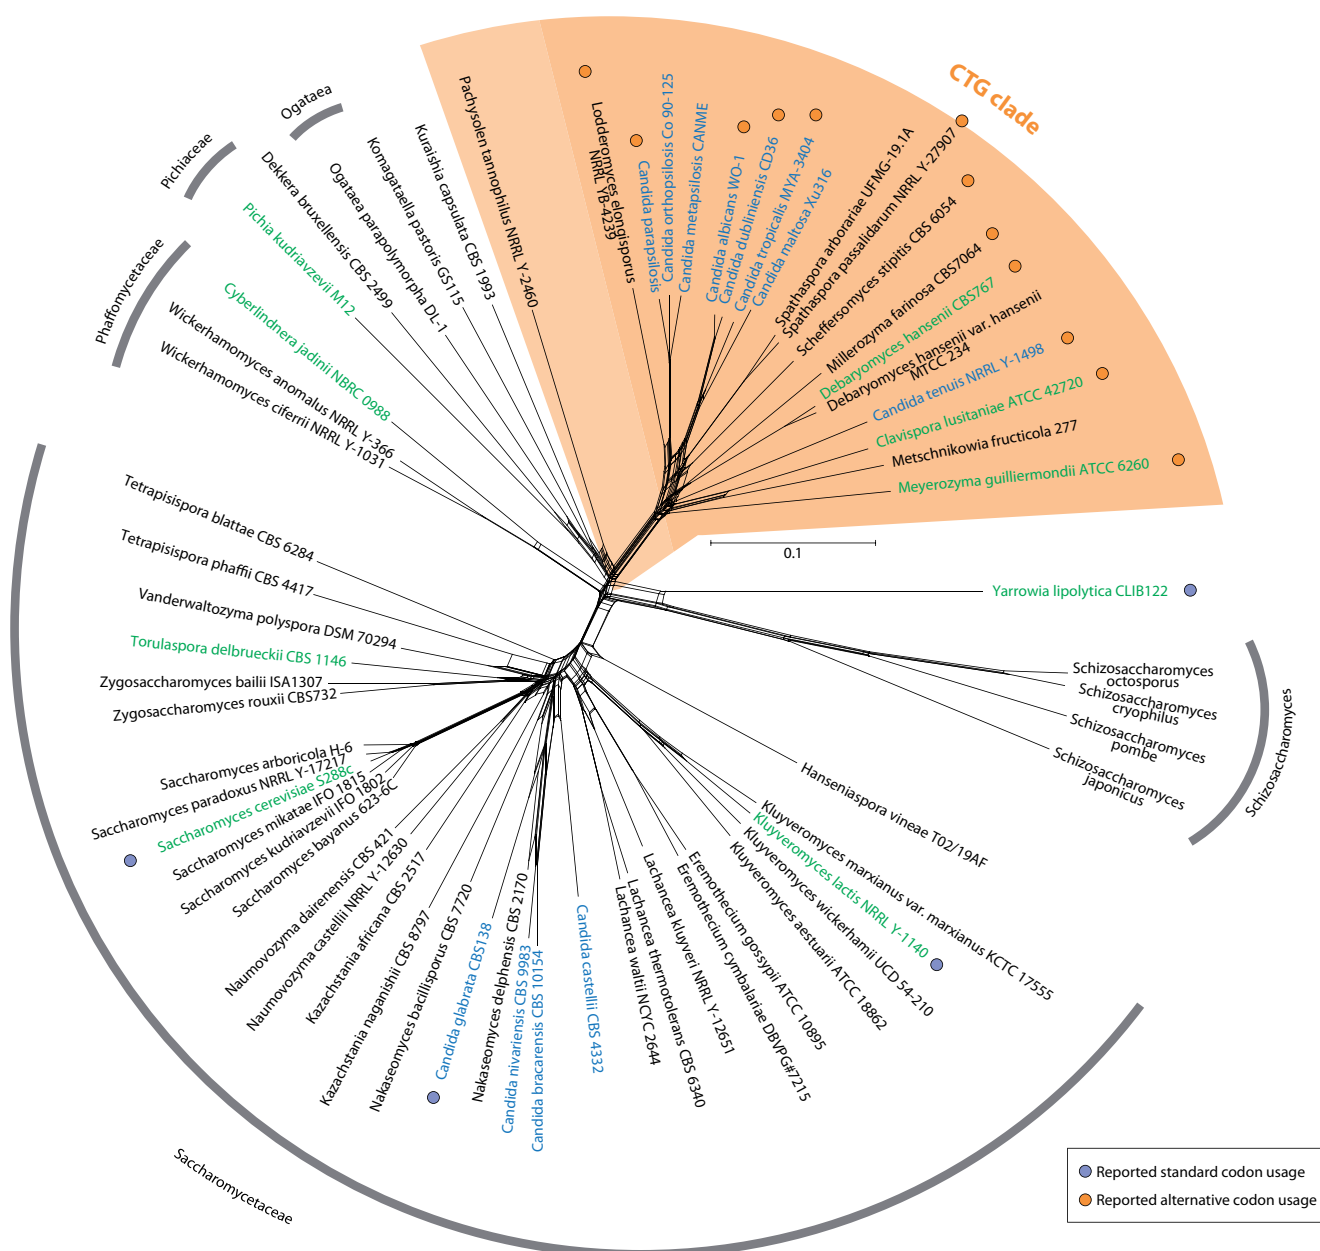 CTG clade
Ogataea
Pichiaceae
Phaffomycetaceae
Pachysolen tannophilus NRRL Y-2460
Lodderomyces elongisporus
NRRL YB-4239
Candida parapsilosis
Candida orthopsilosis Co 90-125
Candida metapsilosis CANME
Candida albicans WO-1
Candida dubliniensis CD36
Candida tropicalis MYA-3404
Candida maltosa Xu316
Spathaspora arborariae UFMG-19.1A
Spathaspora passalidarum NRRL Y-27907
Scheffersomyces stipitis CBS 6054
Millerozyma farinosa CBS7064
Debaryomyces hansenii CBS767
Debaryomyces hansenii var. hansenii
MTCC 234
Candida tenuis NRRL Y-1498
Clavispora lusitaniae ATCC 42720
Metschnikowia fructicola 277
Meyerozyma guilliermondii ATCC 6260
0.1
Kuraishia capsulata CBS 1993
Komagataella pastoris GS115
Ogataea parapolymorpha DL-1
Dekkera bruxellensis CBS 2499
Pichia kudriavzevii M12
Cyberlindnera jadinii NBRC 0988
Wickerhamomyces anomalus NRRL Y-366
Wickerhamomyces ciferrii NRRL Y-1031
Yarrowia lipolytica CLIB122
Schizosaccharomyces
octosporus
Schizosaccharomyces
cryophilus
Schizosaccharomyces
pombe
Schizosaccharomyces
japonicus
Schizosaccharomyces
Tetrapisispora blattae CBS 6284
Tetrapisispora phaffii CBS 4417
Vanderwaltozyma polyspora DSM 70294
Torulaspora delbrueckii CBS 1146
Zygosaccharomyces bailii ISA1307
Zygosaccharomyces rouxii CBS732
Saccharomyces arboricola H-6
Saccharomyces paradoxus NRRL Y-17217
Saccharomyces cerevisiae S288c
Saccharomyces mikatae IFO 1815
Saccharomyces kudriavzevii IFO 1802
Saccharomyces bayanus 623-6C
Naumovozyma dairenensis CBS 421
Naumovozyma castellii NRRL Y-12630
Kazachstania africana CBS 2517
Kazachstania naganishii CBS 8797
Nakaseomyces bacillisporus CBS 7720
Candida glabrata CBS138
Nakaseomyces delphensis CBS 2170
Candida nivariensis CBS 9983
Candida bracarensis CBS 10154
Candida castellii CBS 4332
Lachancea waltii NCYC 2644
Lachancea thermotolerans CBS 6340
Lachancea kluyveri NRRL Y-12651
Eremothecium cymbalariae DBVPG#7215
Eremothecium gossypii ATCC 10895
Kluyveromyces aestuarii ATCC 18862
Kluyveromyces wickerhamii UCD 54-210
Kluyveromyces lactis NRRL Y-1140
Kluyveromyces marxianus var. marxianus KCTC 17555
Hanseniaspora vineae T02/19AF
Saccharomycetaceae
Reported standard codon usage
Reported alternative codon usage